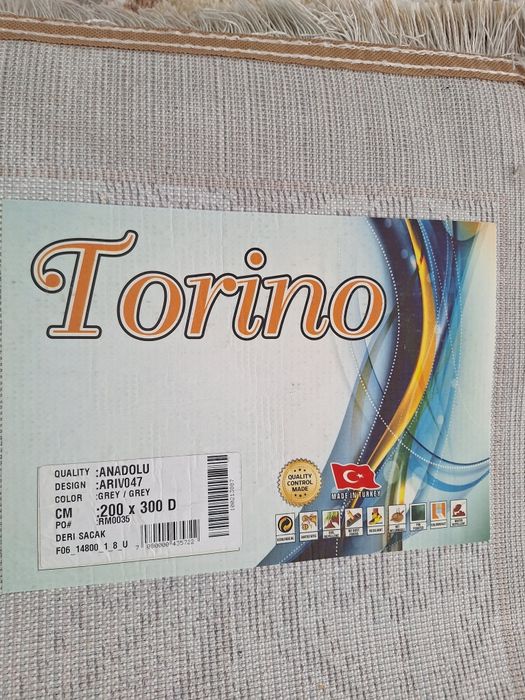 Torino
QUALITY :ANADOLU
DESIGN :ARIV047
COLOR :GREY / GREY
CM :200 x 300 D
PO# :RM0035
DERI SACAK
F06_14800_1_8_U
QUALITY
CONTROL
MADE
MADE IN TURKEY